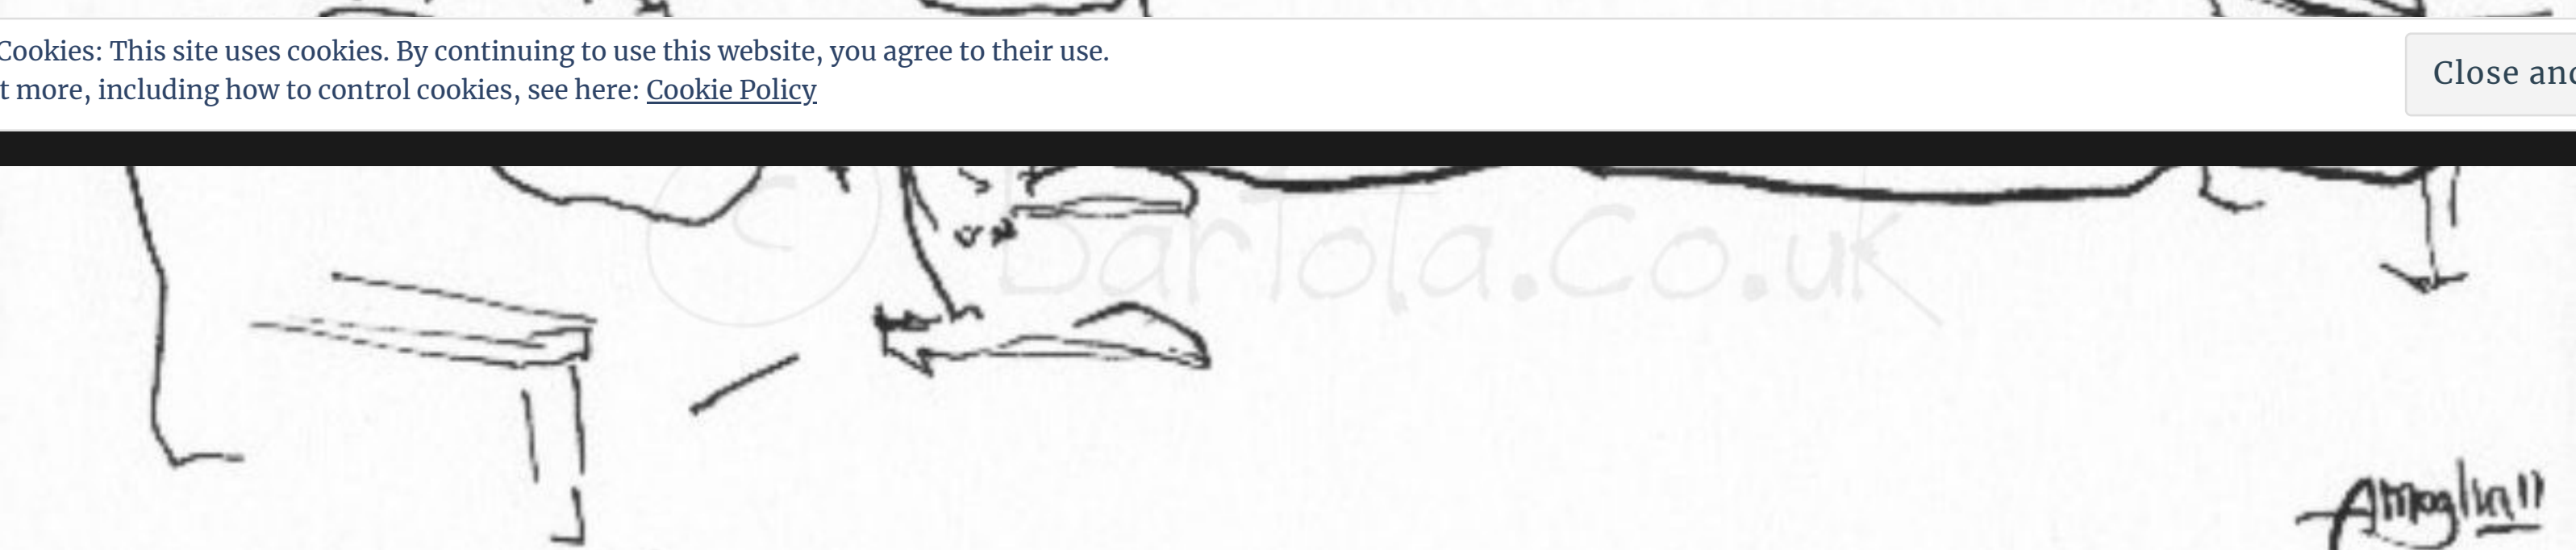 Cookies: This site uses cookies. By continuing to use this website, you agree to their use.
t more, including how to control cookies, see here: Cookie Policy
Close and
© BarTola.co.uk